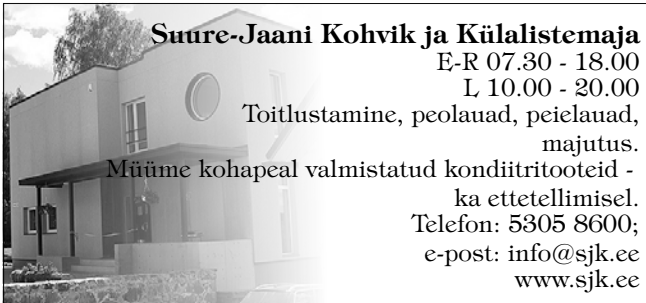 Suure-Jaani Kohvik ja Külalistemaja
E-R 07.30 - 18.00
L 10.00 - 20.00
Toitlustamine, peolauad, peielauad,
majutus.
Müüme kohapeal valmistatud kondiitritooteid -
ka ettetellimisel.
Telefon: 5305 8600;
e-post: info@sjk.ee
www.sjk.ee